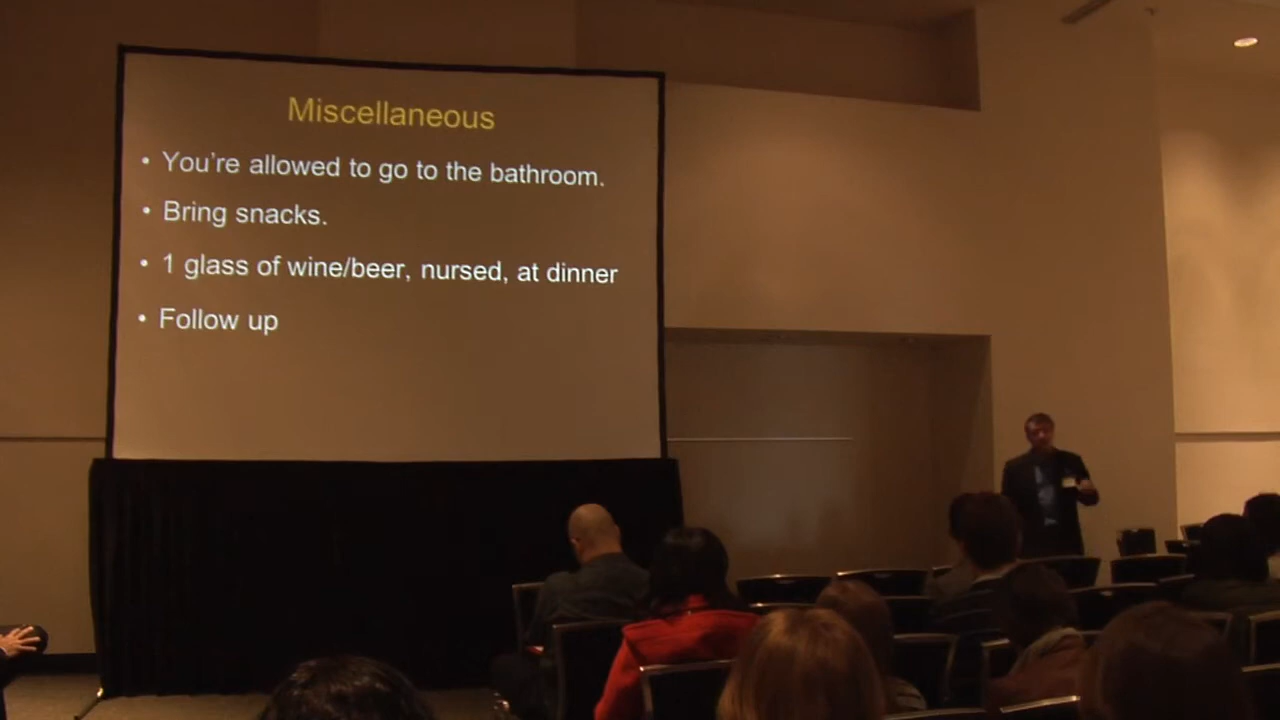 Miscellaneous
• You're allowed to go to the bathroom.
• Bring snacks.
• 1 glass of wine/beer, nursed, at dinner
• Follow up